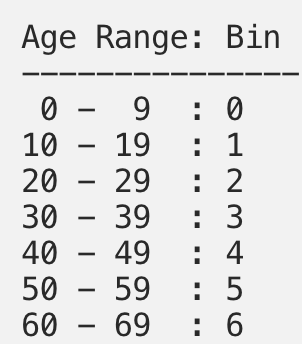 Age Range: Bin
---------------
 0 -  9  : 0
10 - 19  : 1
20 - 29  : 2
30 - 39  : 3
40 - 49  : 4
50 - 59  : 5
60 - 69  : 6